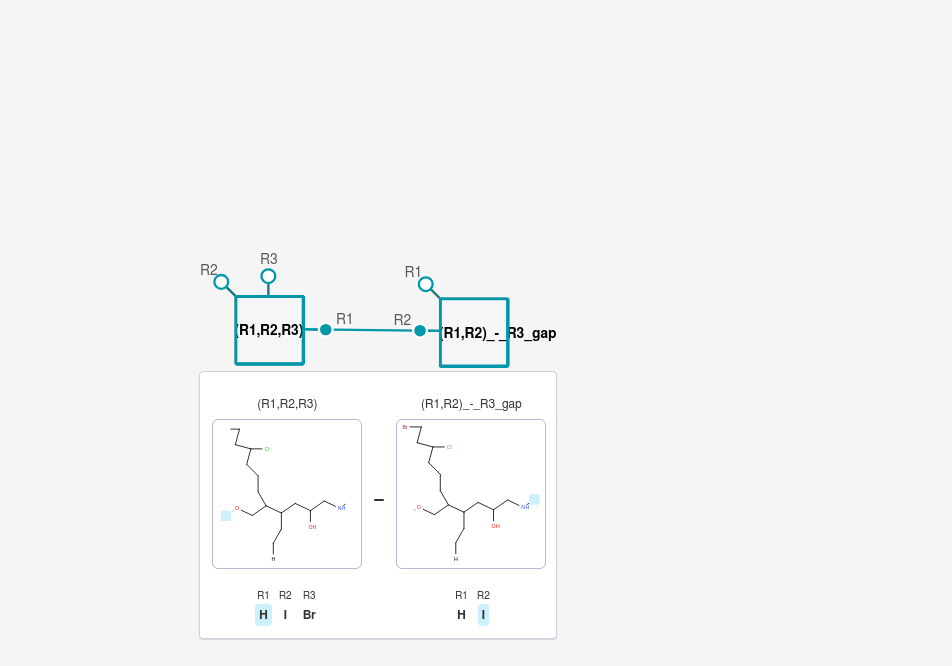 R3
R2
R1
(R1,R2,R3)
R1
R2
(R1,R2)_-_R3_gap
(R1,R2,R3)
(R1,R2)_-_R3_gap
Cl
O
OH
NH
H
Br
Cl
O
OH
NH
H
R1 R2 R3
H I Br
R1 R2
H I